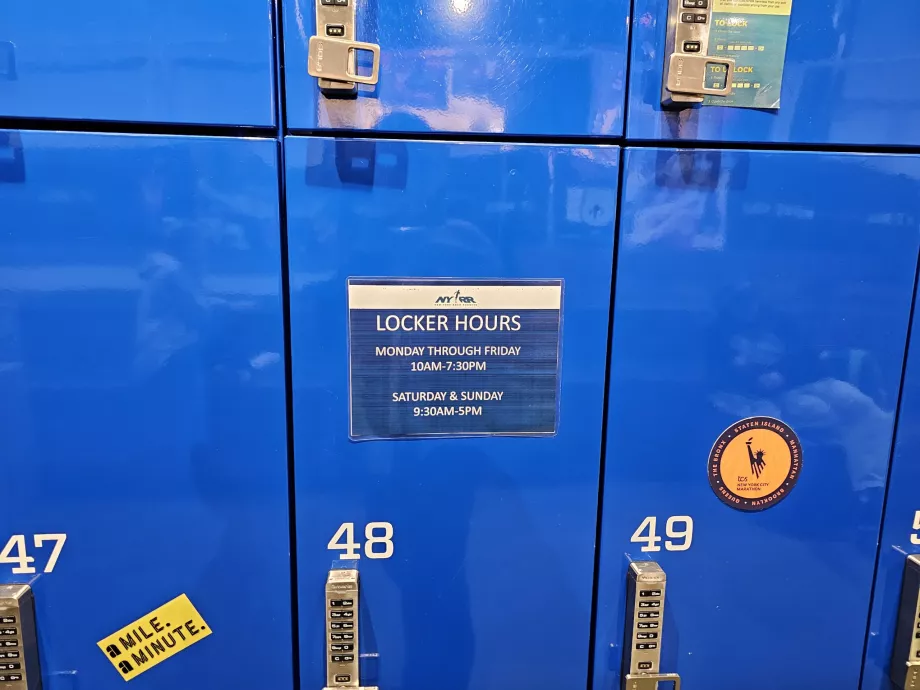 TO LOCK
TO UNLOCK
NYRR
LOCKER HOURS
MONDAY THROUGH FRIDAY
10AM-7:30PM
SATURDAY & SUNDAY
9:30AM-5PM
THE BRONX • STATEN ISLAND • MANHATTAN • BROOKLYN • QUEENS
tcs
NEW YORK CITY
MARATHON
47
48
49
a MILE.
a MINUTE.